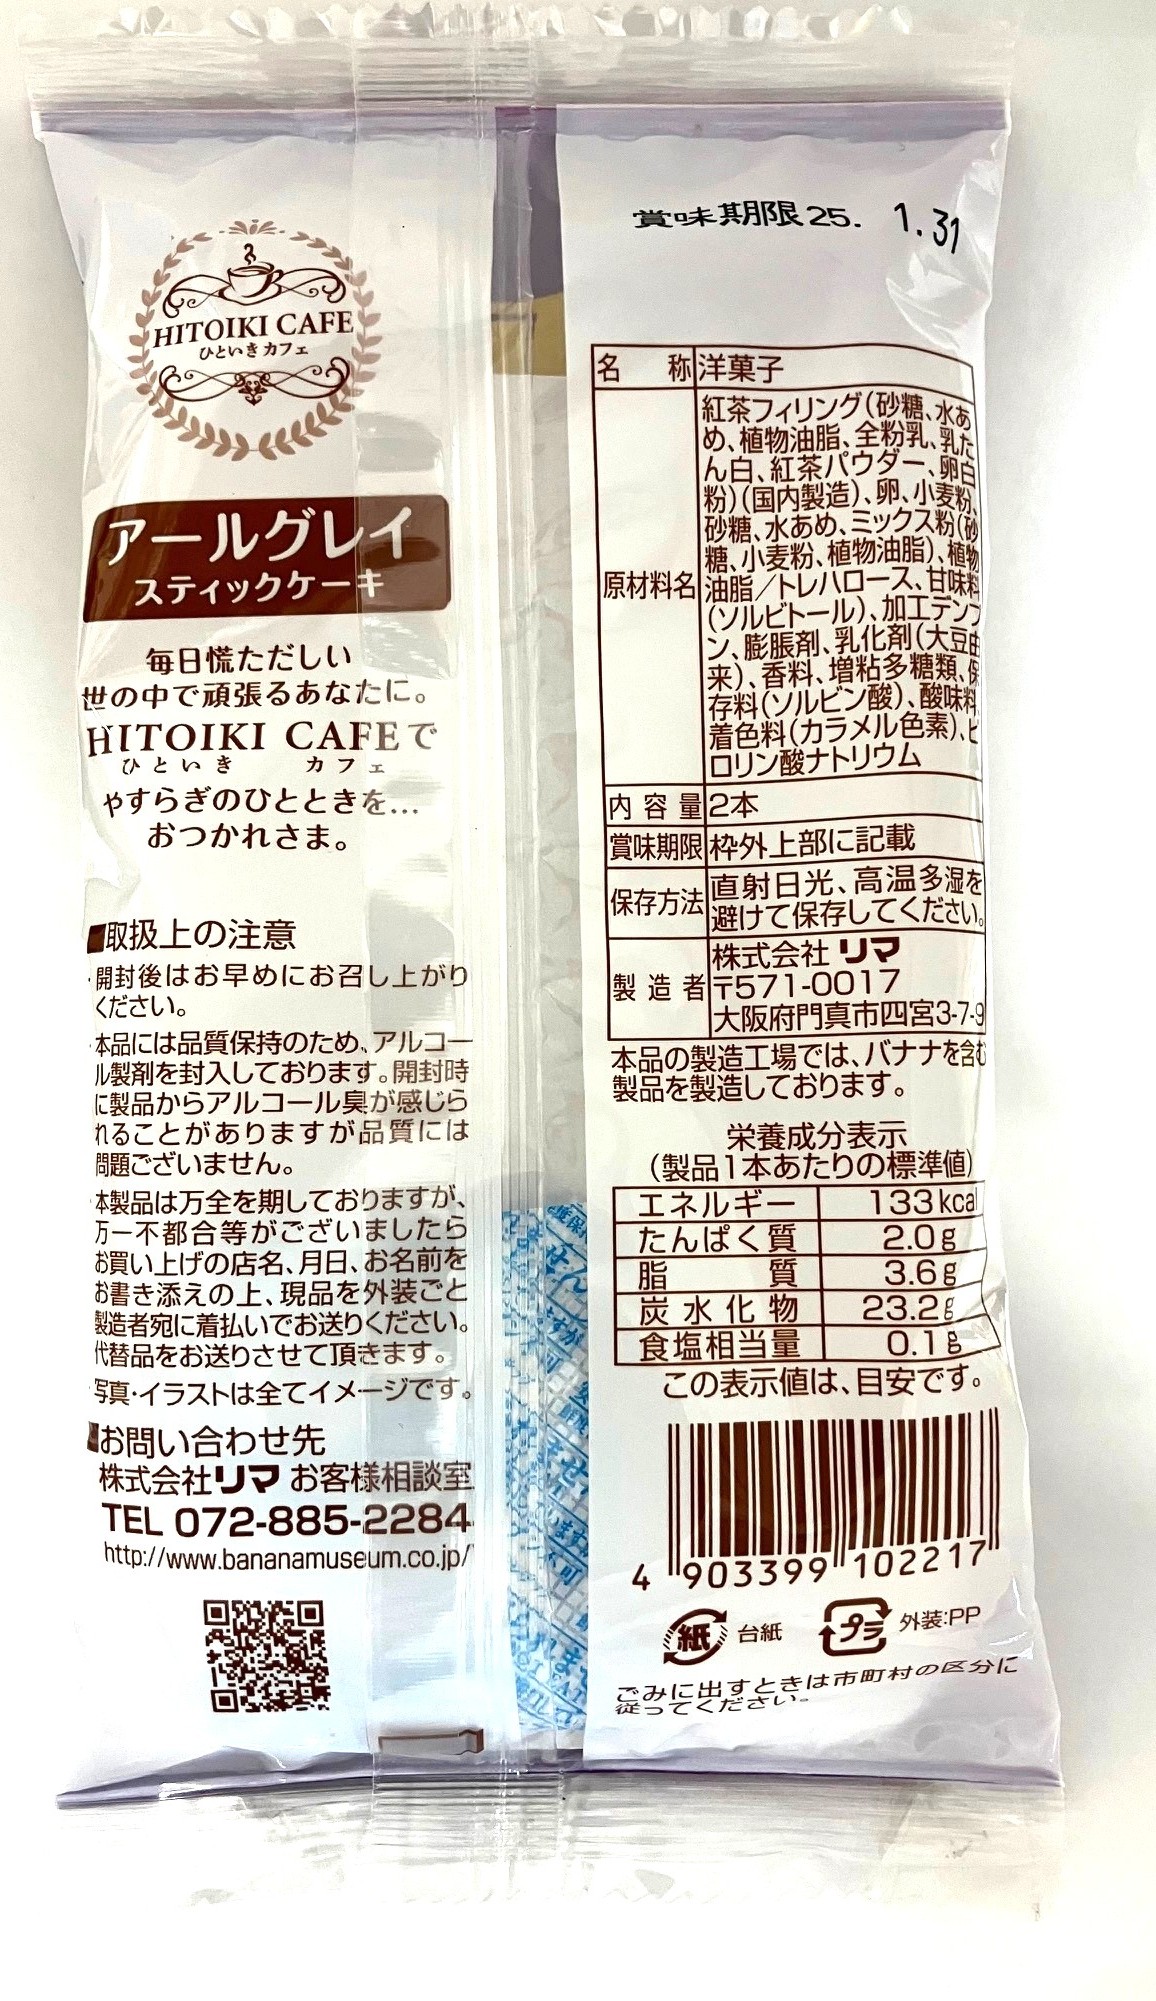 HITOIKI CAFE
ひといきカフェ
アールグレイ
スティックケーキ
毎日慌ただしい
世の中で頑張るあなたに。
HITOIKI CAFEで
ひといき カフェ
やすらぎのひとときを…
おつかれさま。
■取扱上の注意
・開封後はお早めにお召し上がり
ください。
・本品には品質保持のため、アルコー
ル製剤を封入しております。開封時
に製品からアルコール臭が感じら
れることがありますが品質には
問題ございません。
・本製品は万全を期しておりますが、
万一不都合等がございましたら
お買い上げの店名、月日、お名前を
お書き添えの上、現品を外装ごと
製造者宛に着払いでお送りください。
代替品をお送りさせて頂きます。
・写真・イラストは全てイメージです。
■お問い合わせ先
株式会社リマ お客様相談室
TEL 072-885-2284
http://www.bananamuseum.co.jp/
賞味期限 25. 1.31
名称 洋菓子
原材料名 紅茶フィリング(砂糖、水あ
め、植物油脂、全粉乳、乳た
ん白、紅茶パウダー、卵白
粉)(国内製造)、卵、小麦粉、
砂糖、水あめ、ミックス粉(砂
糖、小麦粉、植物油脂)、植物
油脂/トレハロース、甘味料
(ソルビトール)、加工デンプ
ン、膨脹剤、乳化剤(大豆由
来)、香料、増粘多糖類、保
存料(ソルビン酸)、酸味料、
着色料(カラメル色素)、ピ
ロリン酸ナトリウム
内容量 2本
賞味期限 枠外上部に記載
保存方法 直射日光、高温多湿を
避けて保存してください。
製造者 株式会社 リマ
〒571-0017
大阪府門真市四宮3-7-9
本品の製造工場では、バナナを含む
製品を製造しております。
栄養成分表示
(製品1本あたりの標準値)
エネルギー 133kcal
たんぱく質 2.0g
脂質 3.6g
炭水化物 23.2g
食塩相当量 0.1g
この表示値は、目安です。
4 903399 102217
紙 台紙 プラ 外装:PP
ごみに出すときは市町村の区分に
従ってください。